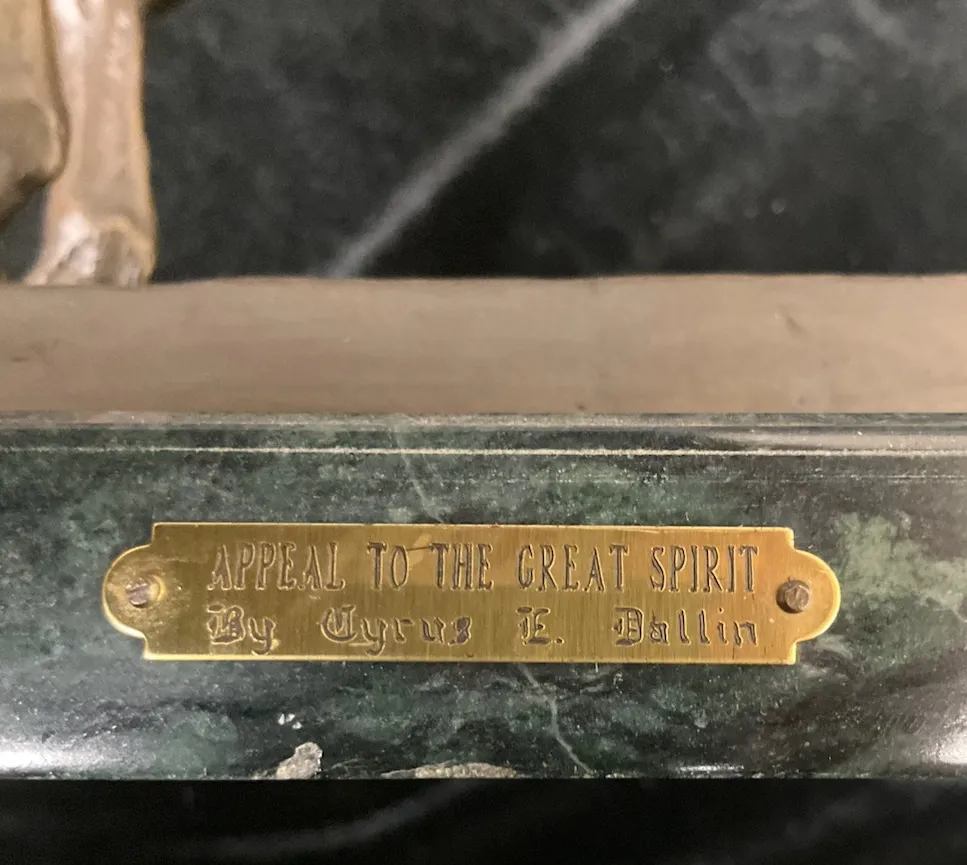 APPEAL TO THE GREAT SPIRIT
By Cyrus E. Dallin